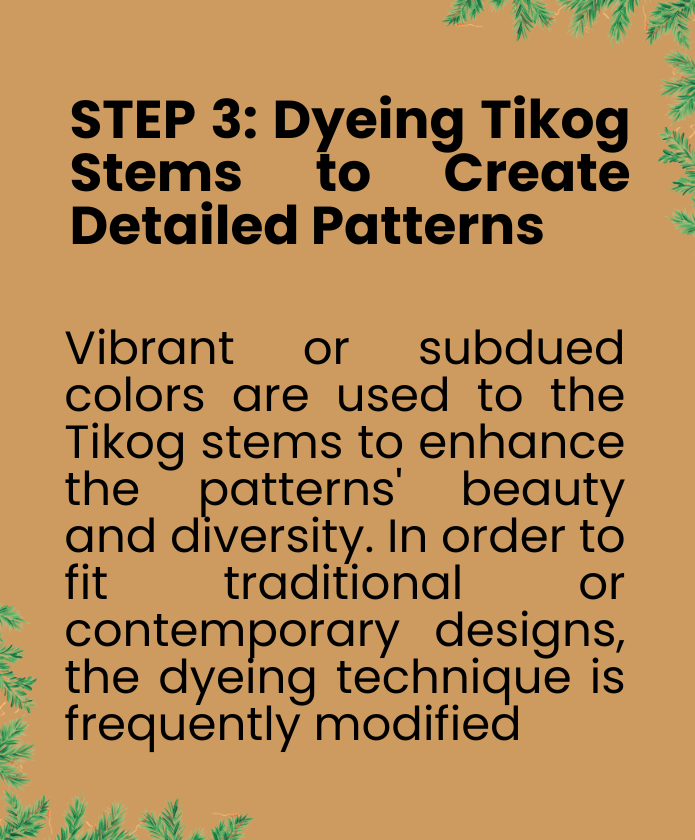 STEP 3: Dyeing Tikog
Stems to Create
Detailed Patterns
Vibrant or subdued
colors are used to the
Tikog stems to enhance
the patterns' beauty
and diversity. In order to
fit traditional or
contemporary designs,
the dyeing technique is
frequently modified